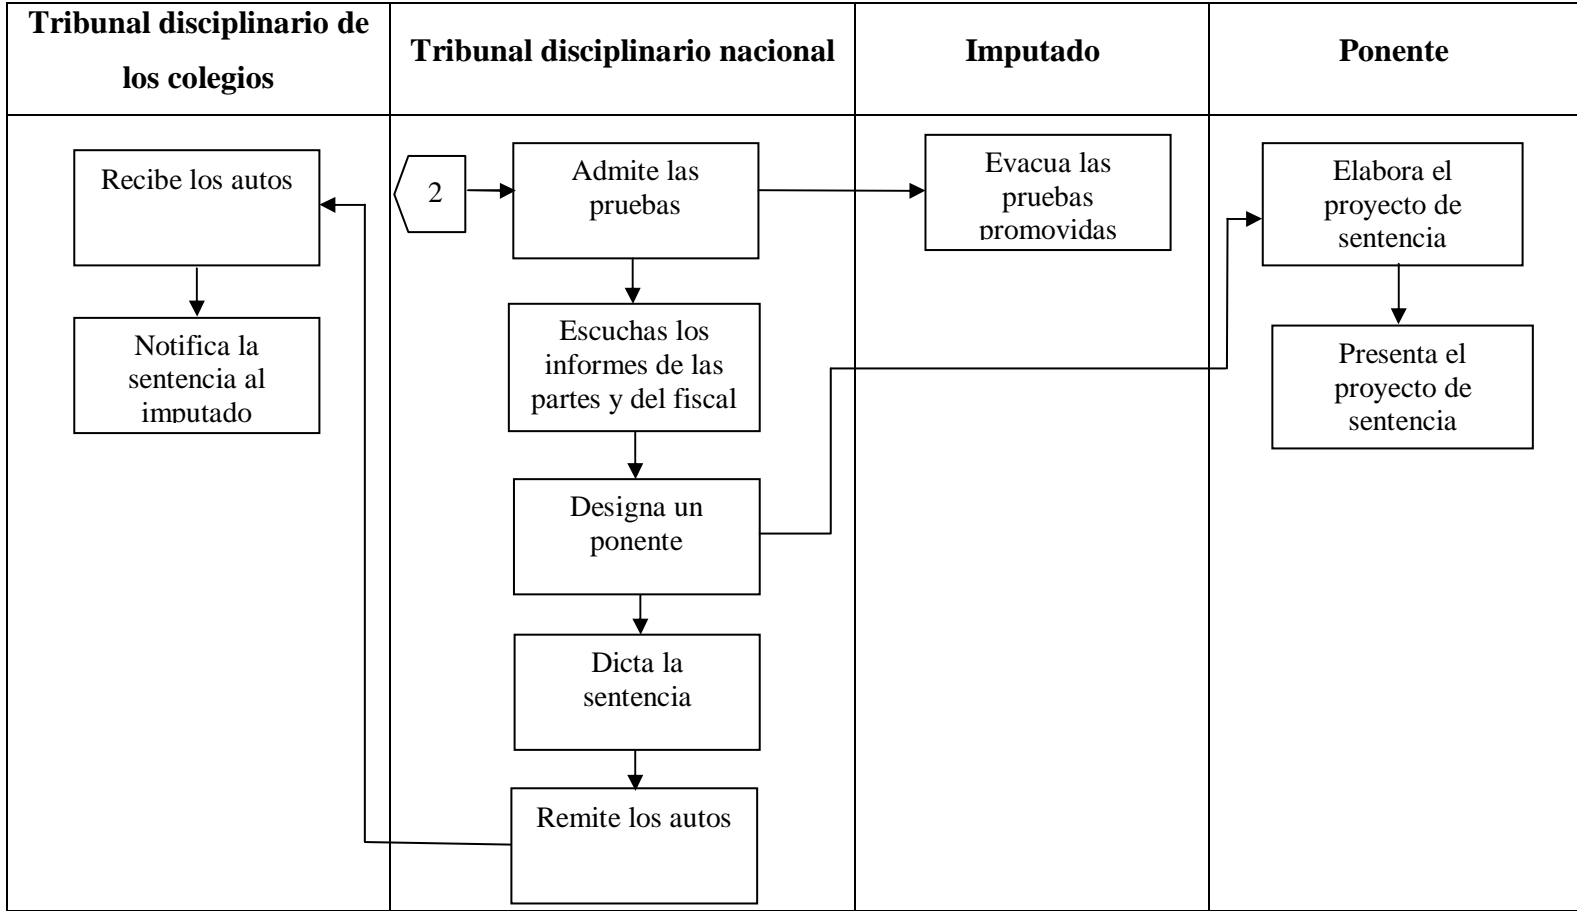 Tribunal disciplinario de
los colegios
Tribunal disciplinario nacional
Imputado
Ponente
Recibe los autos
Notifica la
sentencia al
imputado
2
Admite las
pruebas
Escuchas los
informes de las
partes y del fiscal
Designa un
ponente
Dicta la
sentencia
Remite los autos
Evacua las
pruebas
promovidas
Elabora el
proyecto de
sentencia
Presenta el
proyecto de
sentencia